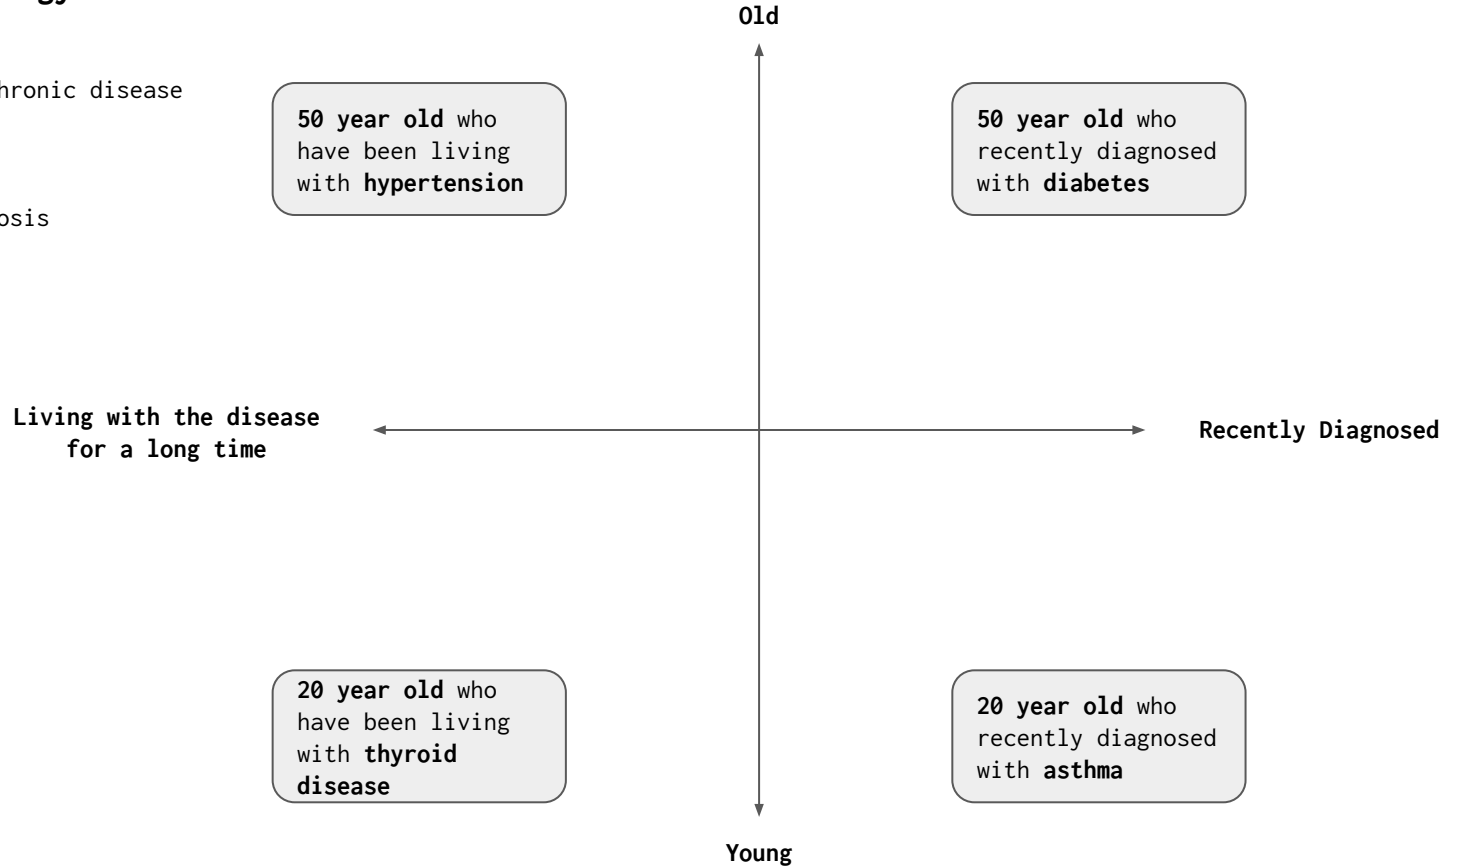 Old
hronic disease
50 year old who
have been living
with hypertension
50 year old who
recently diagnosed
with diabetes
osis
Living with the disease
for a long time
Recently Diagnosed
20 year old who
have been living
with thyroid
disease
20 year old who
recently diagnosed
with asthma
Young